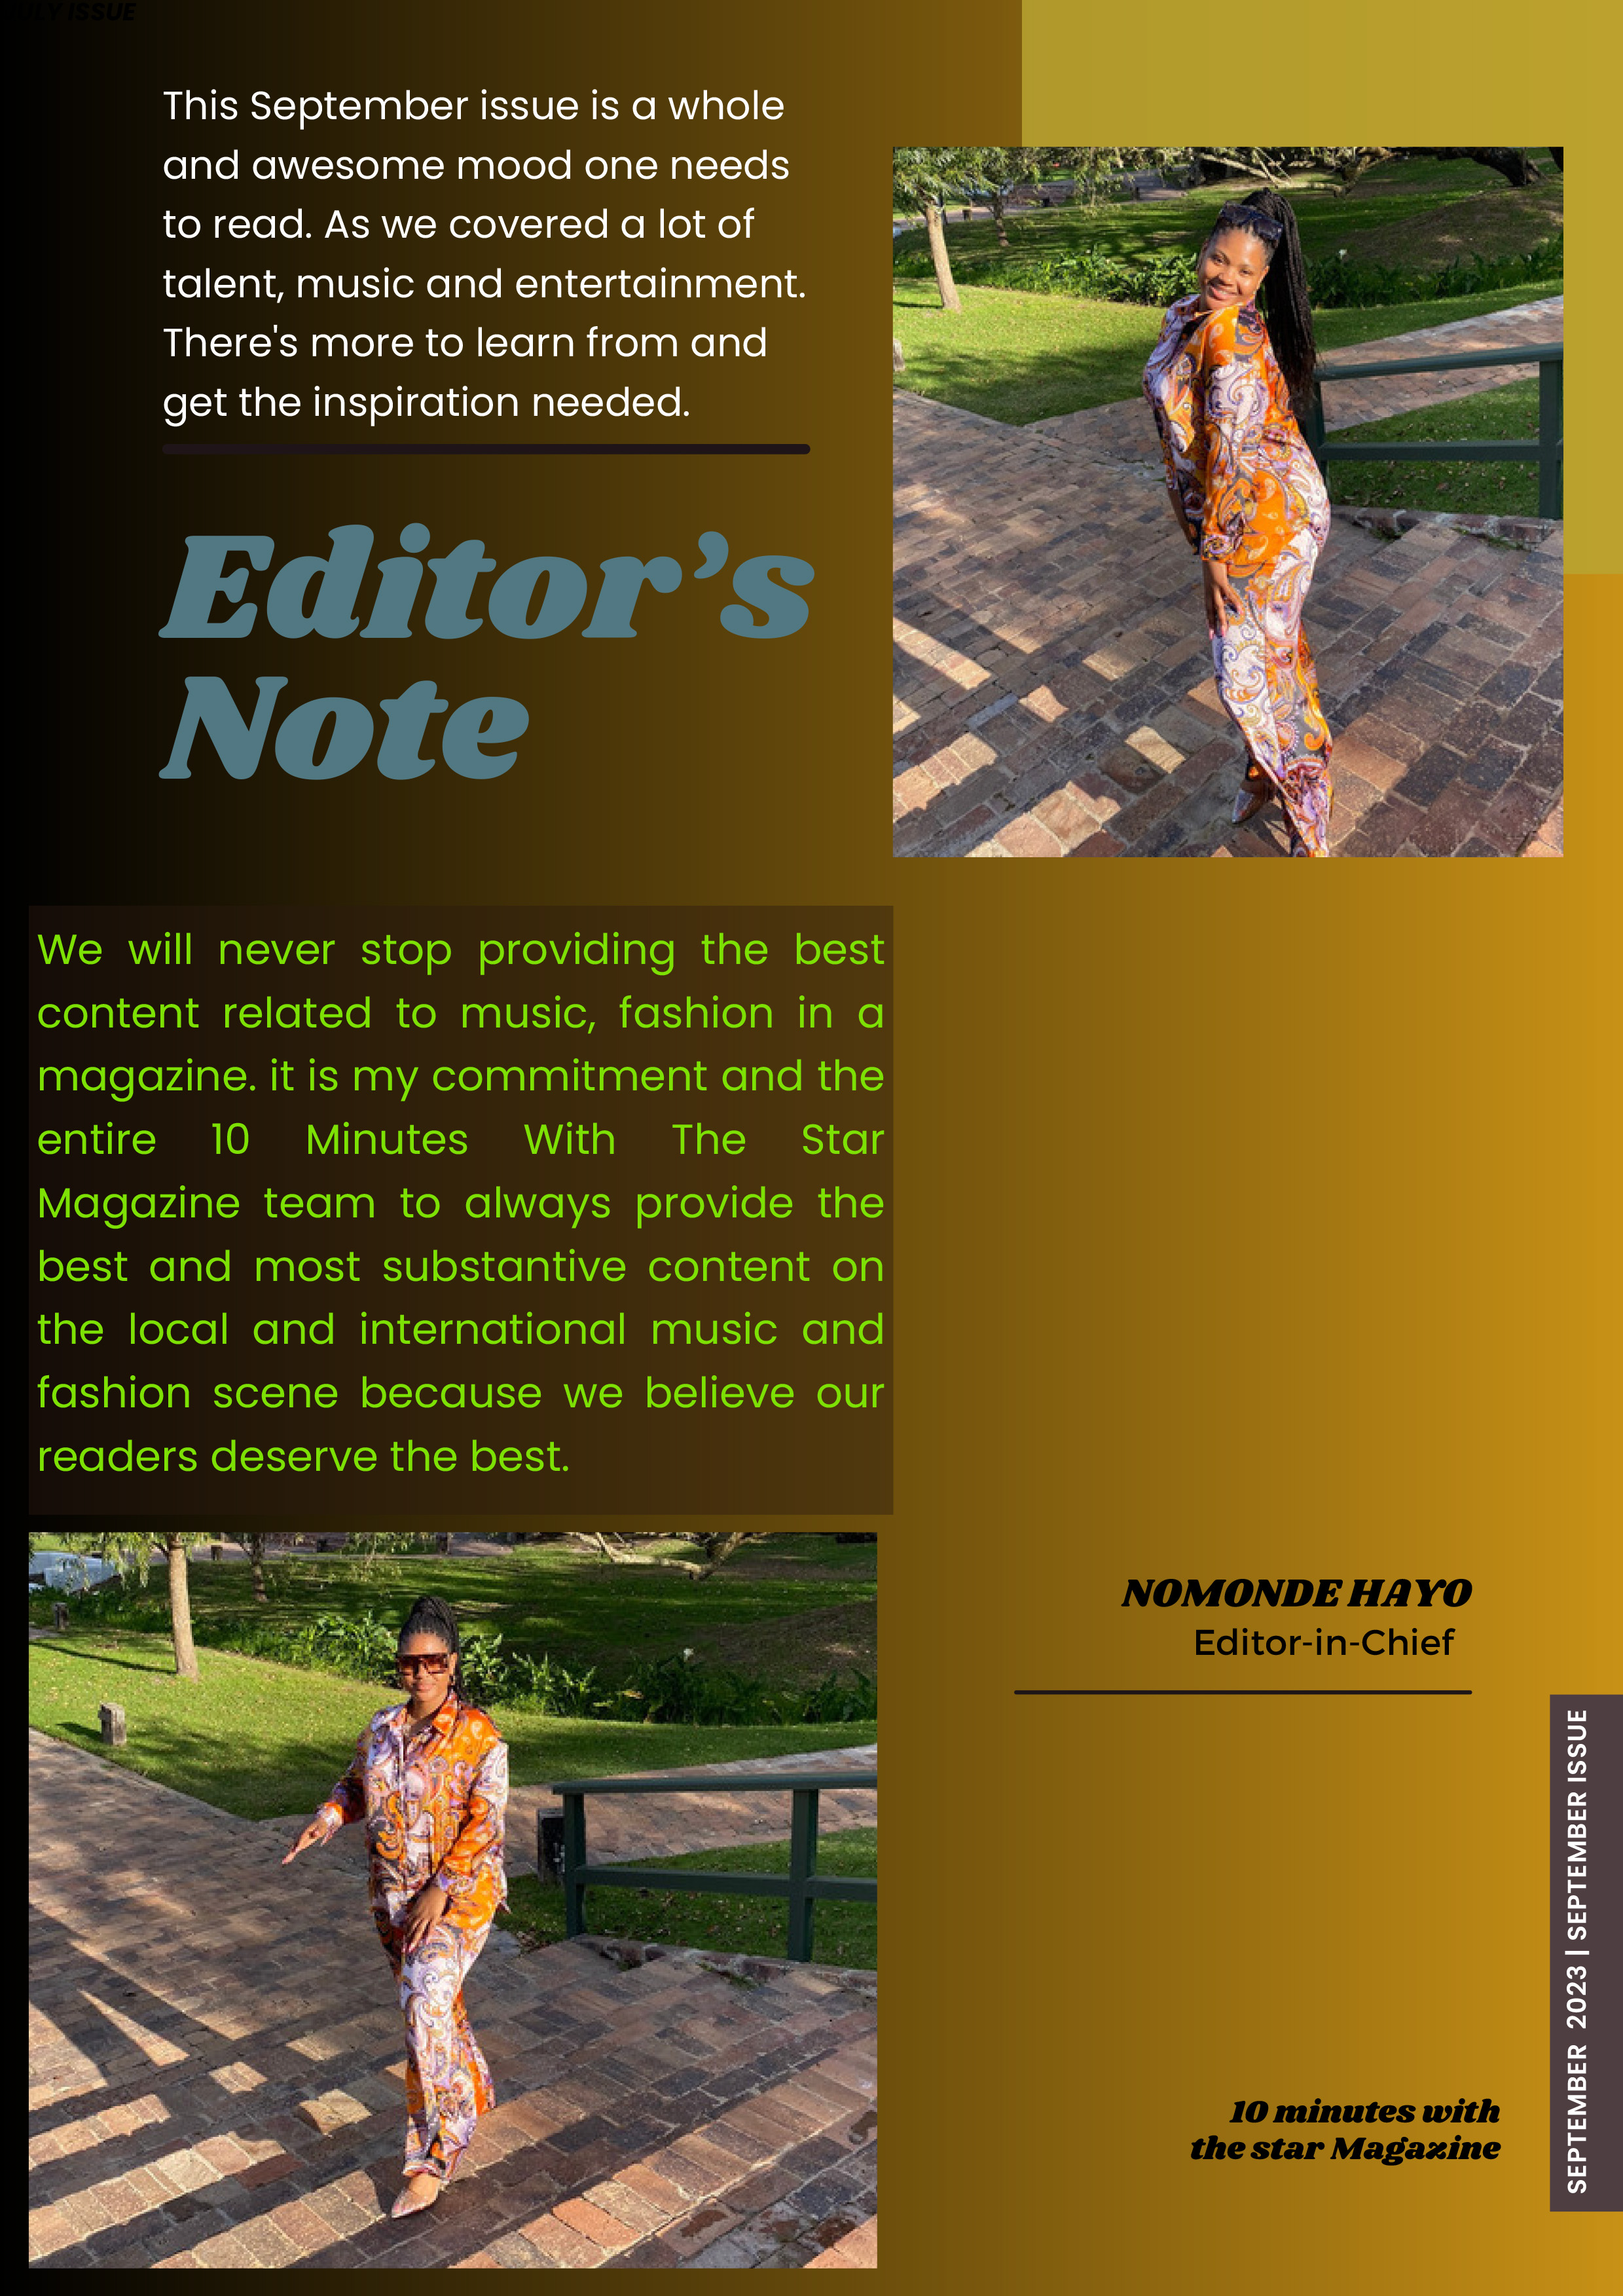 LY ISSUE
This September issue is a whole
and awesome mood one needs
to read. As we covered a lot of
talent, music and entertainment.
There's more to learn from and
get the inspiration needed.
Editor’s
Note
We will never stop providing the best
content related to music, fashion in a
magazine. it is my commitment and the
entire 10 Minutes With The Star
Magazine team to always provide the
best and most substantive content on
the local and international music and
fashion scene because we believe our
readers deserve the best.
NOMONDE HAYO
Editor-in-Chief
SEPTEMBER 2023 | SEPTEMBER ISSUE
10 minutes with
the star Magazine